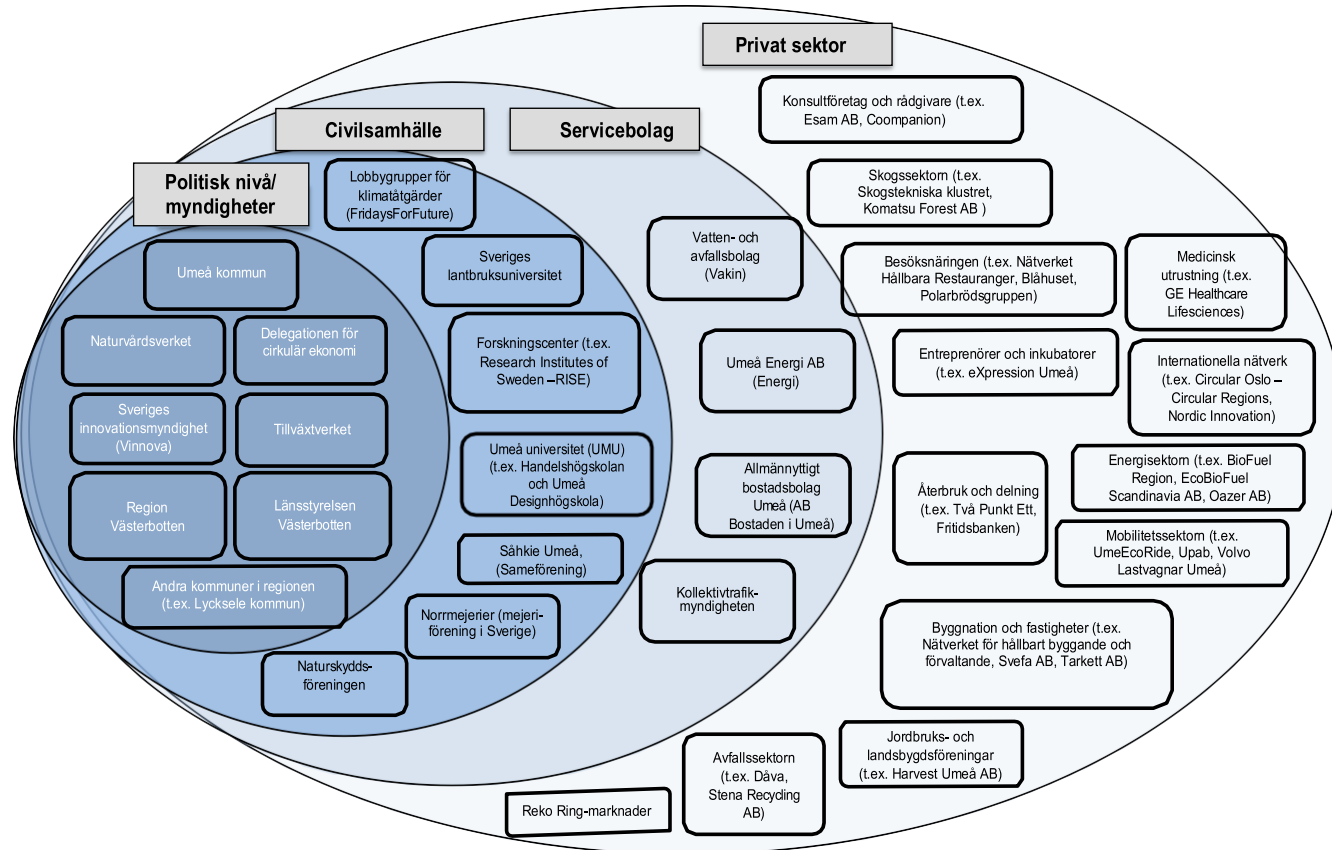 Privat sektor
Konsultföretag och rådgivare (t.ex.
Esam AB, Coompanion)
Civilsamhälle
Servicebolag
Politisk nivå/
myndigheter
Lobbygrupper för
klimatåtgärder
(FridaysForFuture)
Skogssektorn (t.ex.
Skogstekniska klustret,
Komatsu Forest AB )
Umeå kommun
Sveriges
lantbruksuniversitet
Vatten- och
avfallsbolag
(Vakin)
Besöksnäringen (t.ex. Nätverket
Hållbara Restauranger, Blåhuset,
Polarbrödsgruppen)
Medicinsk
utrustning (t.ex.
GE Healthcare
Lifesciences)
Naturvårdsverket
Delegationen för
cirkulär ekonomi
Forskningscenter (t.ex.
Research Institutes of
Sweden –RISE)
Umeå Energi AB
(Energi)
Entreprenörer och inkubatorer
(t.ex. eXpression Umeå)
Internationella nätverk
(t.ex. Circular Oslo –
Circular Regions,
Nordic Innovation)
Sveriges
innovationsmyndighet
(Vinnova)
Tillväxtverket
Umeå universitet (UMU)
(t.ex. Handelshögskolan
och Umeå
Designhögskola)
Allmännyttigt
bostadsbolag
Umeå (AB
Bostaden i Umeå)
Återbruk och delning
(t.ex. Två Punkt Ett,
Fritidsbanken)
Energisektorn (t.ex. BioFuel
Region, EcoBioFuel
Scandinavia AB, Oazer AB)
Region
Västerbotten
Länsstyrelsen
Västerbotten
Såhkie Umeå,
(Sameförening)
Mobilitetssektorn (t.ex.
UmeEcoRide, Upab, Volvo
Lastvagnar Umeå)
Andra kommuner i regionen
(t.ex. Lycksele kommun)
Norrmejerier (mejeri-
förening i Sverige)
Kollektivtrafik-
myndigheten
Byggnation och fastigheter (t.ex.
Nätverket för hållbart byggande och
förvaltande, Svefa AB, Tarkett AB)
Naturskydds-
föreningen
Jordbruks- och
landsbygdsföreningar
(t.ex. Harvest Umeå AB)
Avfallssektorn
(t.ex. Dåva,
Stena Recycling
AB)
Reko Ring-marknader